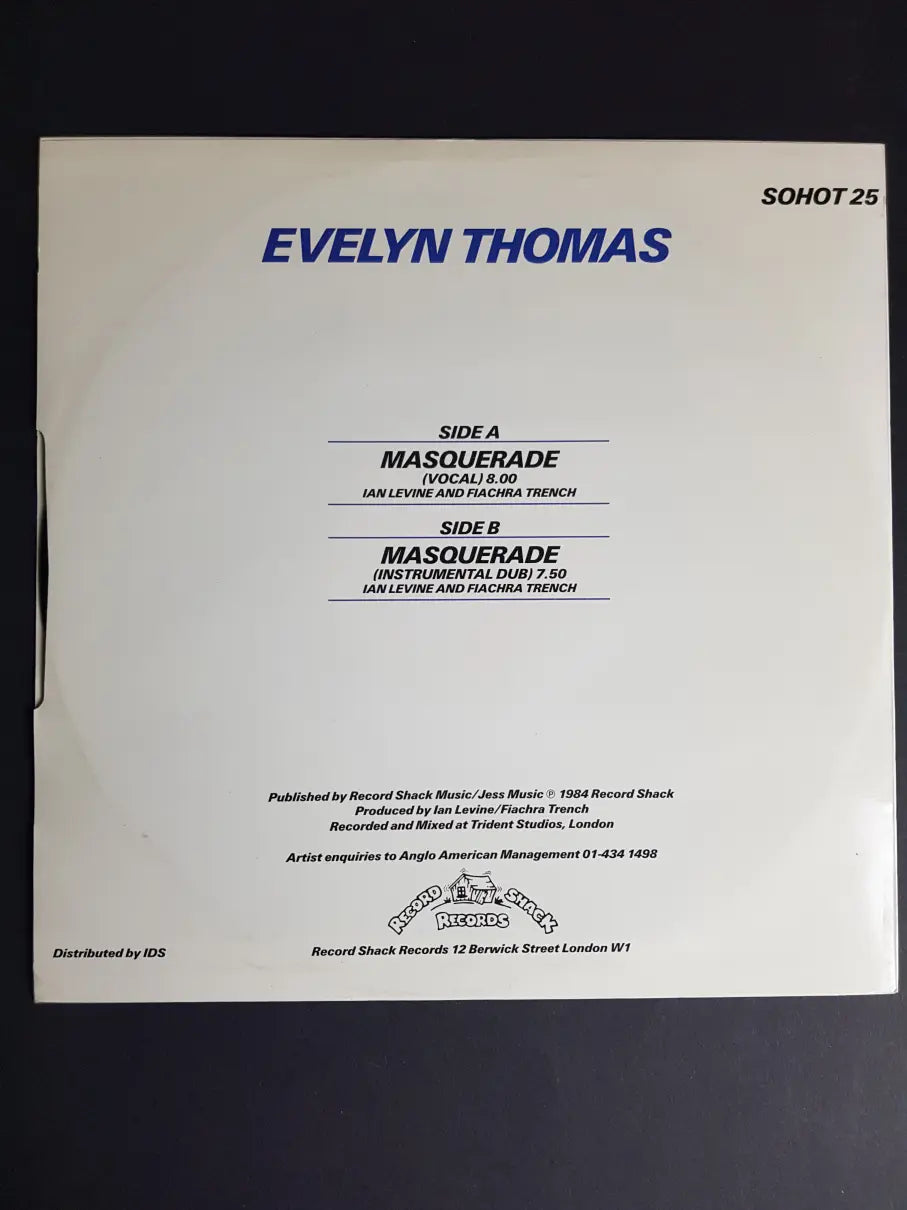 SOHOT 25
EVELYN THOMAS
SIDE A
MASQUERADE
(VOCAL) 8.00
IAN LEVINE AND FIACHRA TRENCH
SIDE B
MASQUERADE
(INSTRUMENTAL DUB) 7.50
IAN LEVINE AND FIACHRA TRENCH
Published by Record Shack Music/Jess Music ℗ 1984 Record Shack
Produced by Ian Levine/Fiachra Trench
Recorded and Mixed at Trident Studios, London
Artist enquiries to Anglo American Management 01-434 1498
RECORD SHACK
RECORDS
Distributed by IDS
Record Shack Records 12 Berwick Street London W1